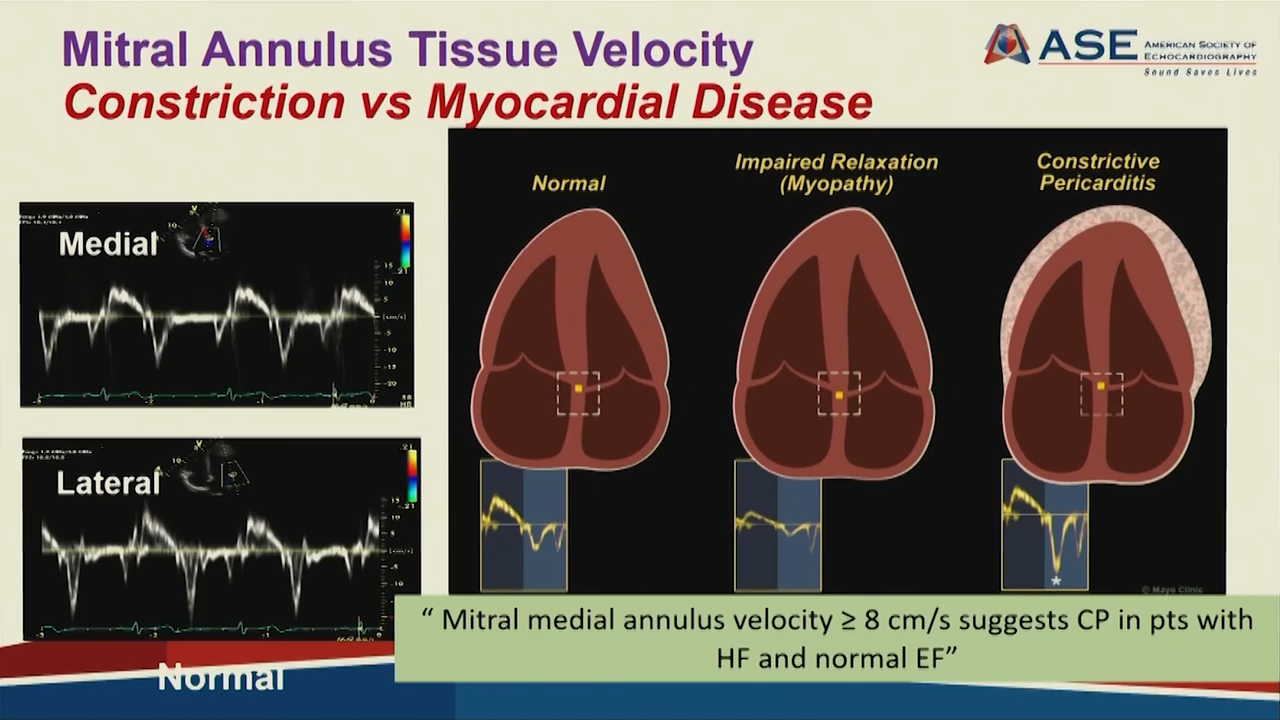 Mitral Annulus Tissue Velocity
Constriction vs Myocardial Disease
ASE
AMERICAN SOCIETY OF
ECHOCARDIOGRAPHY
Sound Saves Lives
Normal
Impaired Relaxation
(Myopathy)
Constrictive
Pericarditis
Medial
Lateral
Normal
*
© Mayo Clinic
“ Mitral medial annulus velocity ≥ 8 cm/s suggests CP in pts with
HF and normal EF”